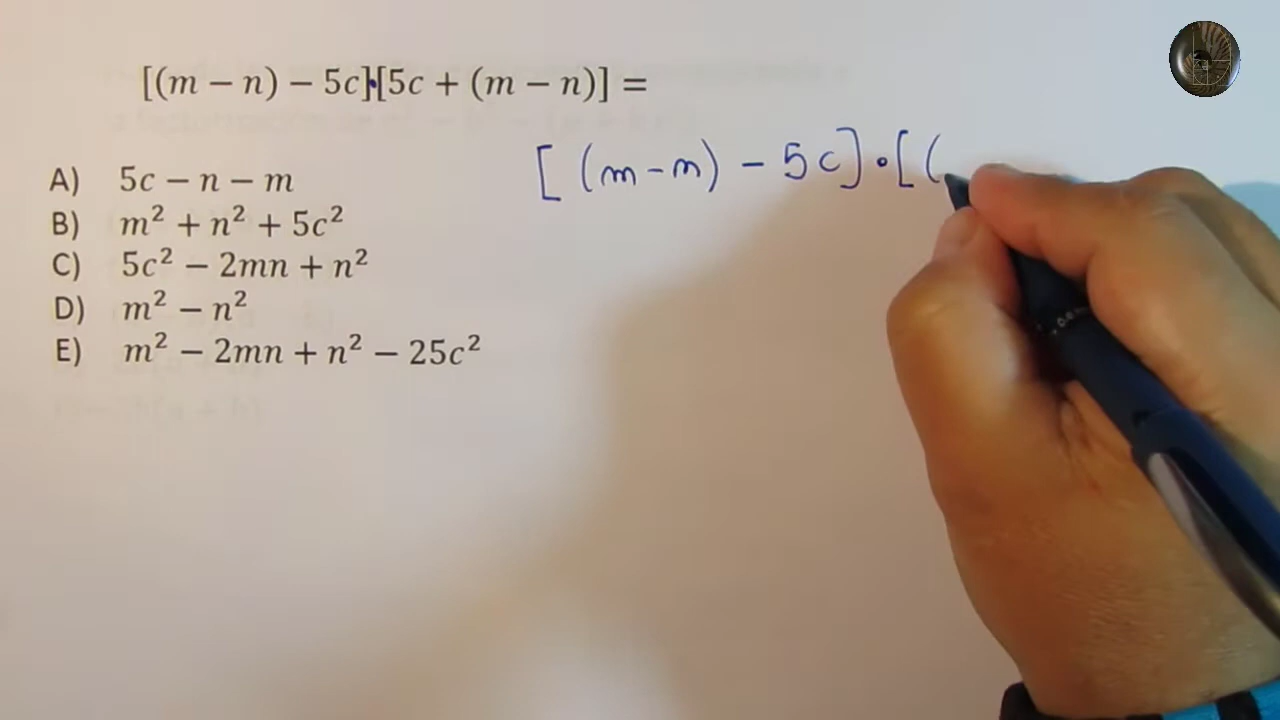 [(m − n) − 5c]·[5c + (m − n)] =
[ (m-n) - 5c] · [ (
A) 5c − n − m
B) m² + n² + 5c²
C) 5c² − 2mn + n²
D) m² − n²
E) m² − 2mn + n² − 25c²